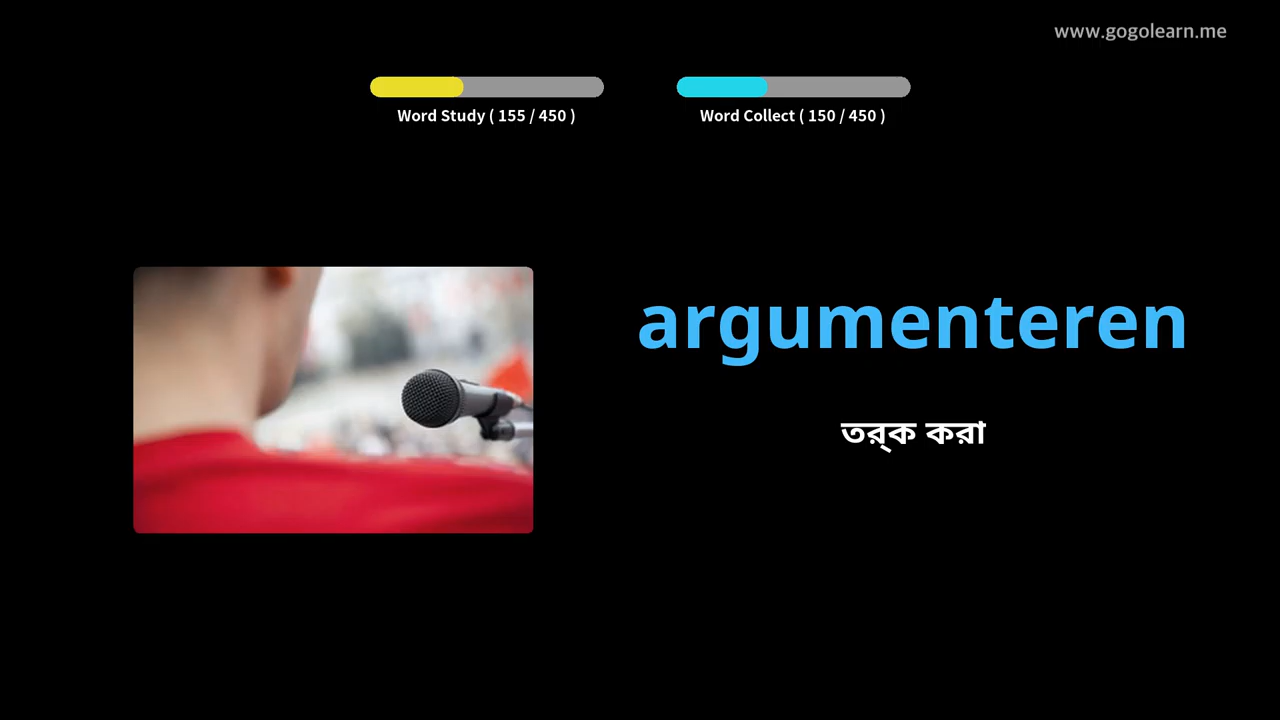 www.gogolearn.me
Word Study ( 155 / 450 )
Word Collect ( 150 / 450 )
argumenteren
তর্ক করা